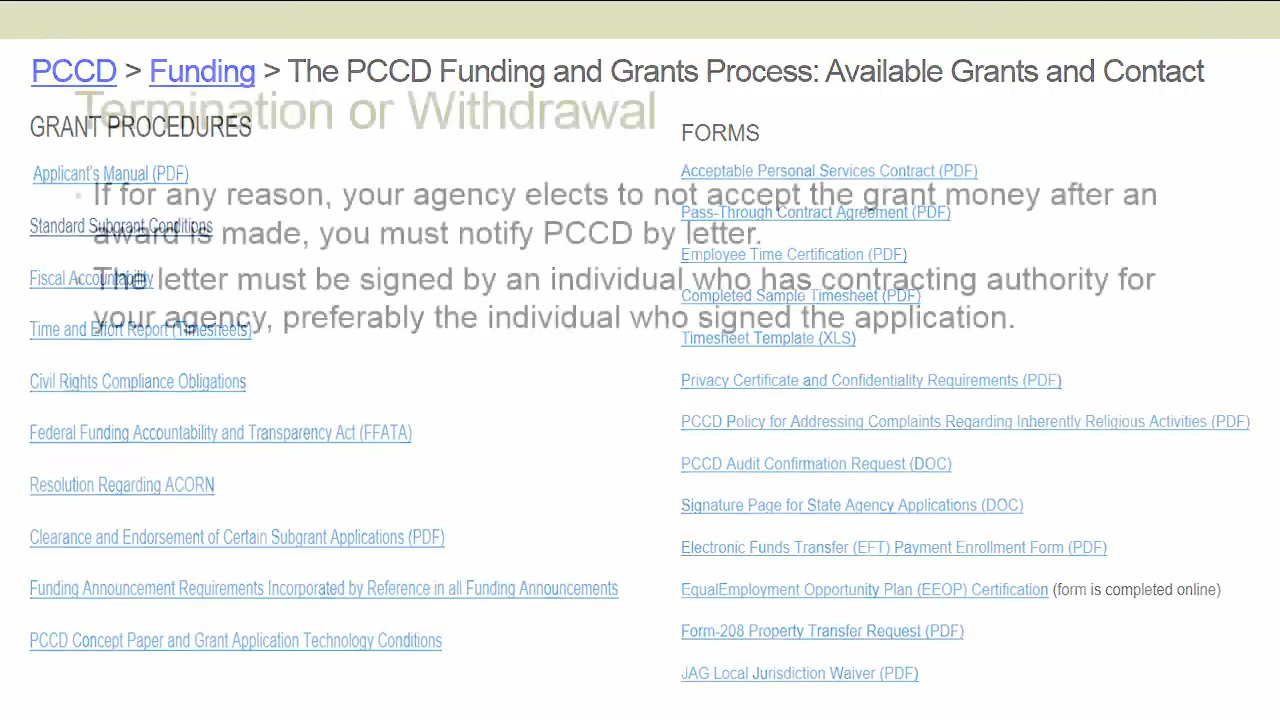 PCCD > Funding > The PCCD Funding and Grants Process: Available Grants and Contact
Termination or Withdrawal
If for any reason, your agency elects to not accept the grant money after an
award is made, you must notify PCCD by letter.
The letter must be signed by an individual who has contracting authority for
your agency, preferably the individual who signed the application.
GRANT PROCEDURES
Applicant's Manual (PDF)
Standard Subgrant Conditions
Fiscal Accountability
Time and Effort Report (Timesheets)
Civil Rights Compliance Obligations
Federal Funding Accountability and Transparency Act (FFATA)
Resolution Regarding ACORN
Clearance and Endorsement of Certain Subgrant Applications (PDF)
Funding Announcement Requirements Incorporated by Reference in all Funding Announcements
PCCD Concept Paper and Grant Application Technology Conditions
FORMS
Acceptable Personal Services Contract (PDF)
Pass-Through Contract Agreement (PDF)
Employee Time Certification (PDF)
Completed Sample Timesheet (PDF)
Timesheet Template (XLS)
Privacy Certificate and Confidentiality Requirements (PDF)
PCCD Policy for Addressing Complaints Regarding Inherently Religious Activities (PDF)
PCCD Audit Confirmation Request (DOC)
Signature Page for State Agency Applications (DOC)
Electronic Funds Transfer (EFT) Payment Enrollment Form (PDF)
EqualEmployment Opportunity Plan (EEOP) Certification (form is completed online)
Form-208 Property Transfer Request (PDF)
JAG Local Jurisdiction Waiver (PDF)